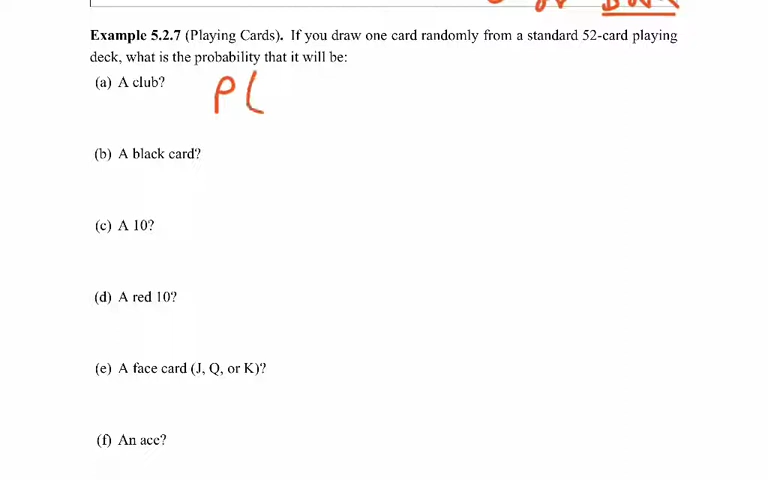 Example 5.2.7 (Playing Cards). If you draw one card randomly from a standard 52-card playing
deck, what is the probability that it will be:
(a) A club? P(
(b) A black card?
(c) A 10?
(d) A red 10?
(e) A face card (J, Q, or K)?
(f) An ace?